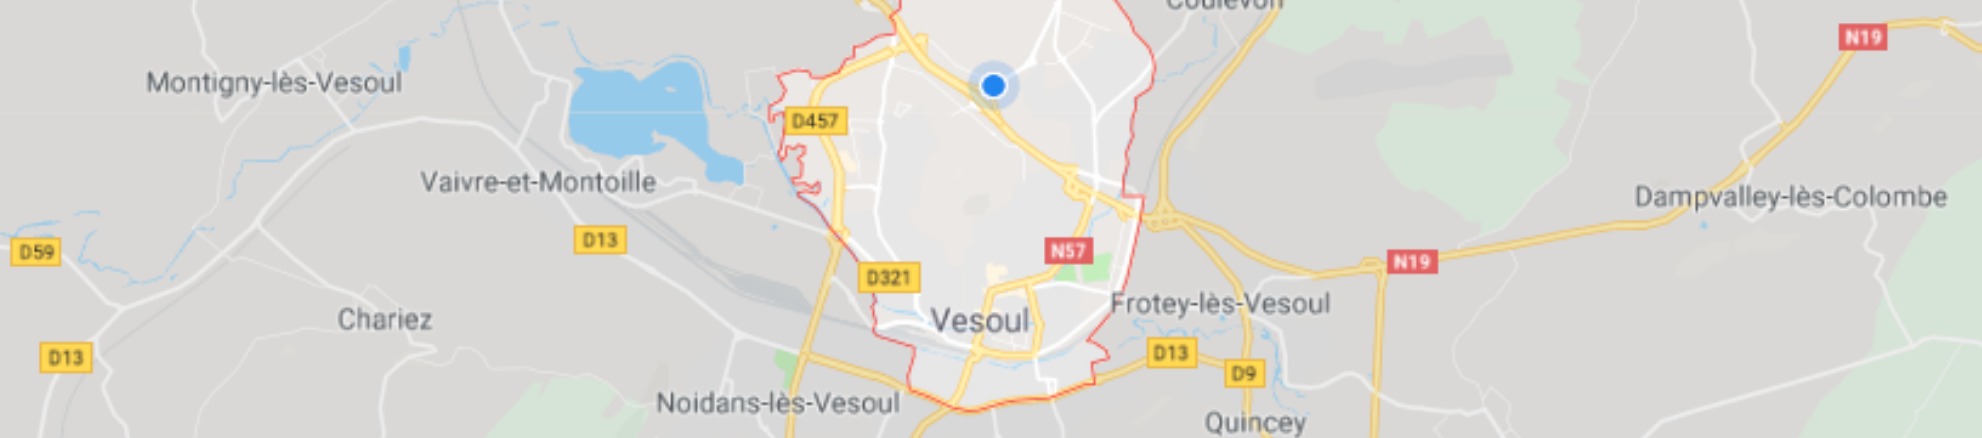 Coulevon
N19
Montigny-lès-Vesoul
D457
Vaivre-et-Montoille
Dampvalley-lès-Colombe
D59
D13
N57
N19
D321
Frotey-lès-Vesoul
Chariez
Vesoul
D13
D13
D9
Noidans-lès-Vesoul
Quincey